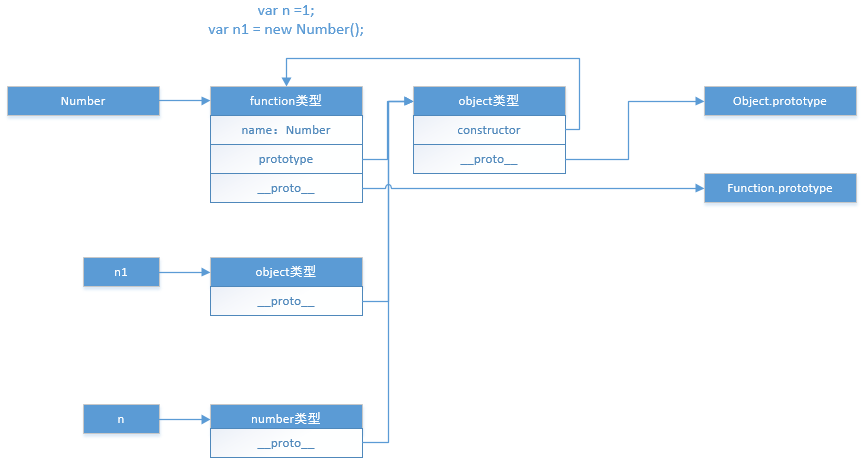 var n =1;
var n1 = new Number();
Number
function类型
object类型
Object.prototype
name：Number
constructor
prototype
__proto__
__proto__
Function.prototype
n1
object类型
__proto__
n
number类型
__proto__